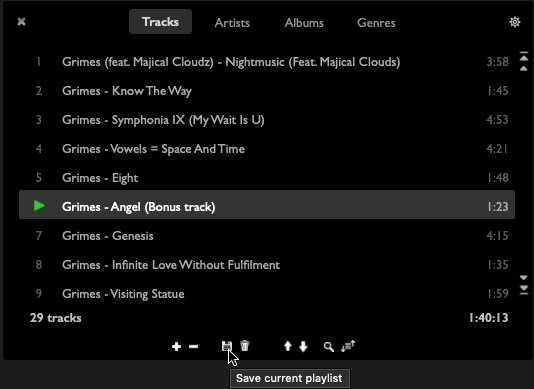 Tracks Artists Albums Genres
1 Grimes (feat. Majical Cloudz) - Nightmusic (Feat. Majical Clouds) 3:58
2 Grimes - Know The Way 1:45
3 Grimes - Symphonia IX (My Wait Is U) 4:53
4 Grimes - Vowels = Space And Time 4:21
5 Grimes - Eight 1:48
Grimes - Angel (Bonus track) 1:23
7 Grimes - Genesis 4:15
8 Grimes - Infinite Love Without Fulfilment 1:35
9 Grimes - Visiting Statue 1:59
29 tracks 1:40:13
Save current playlist